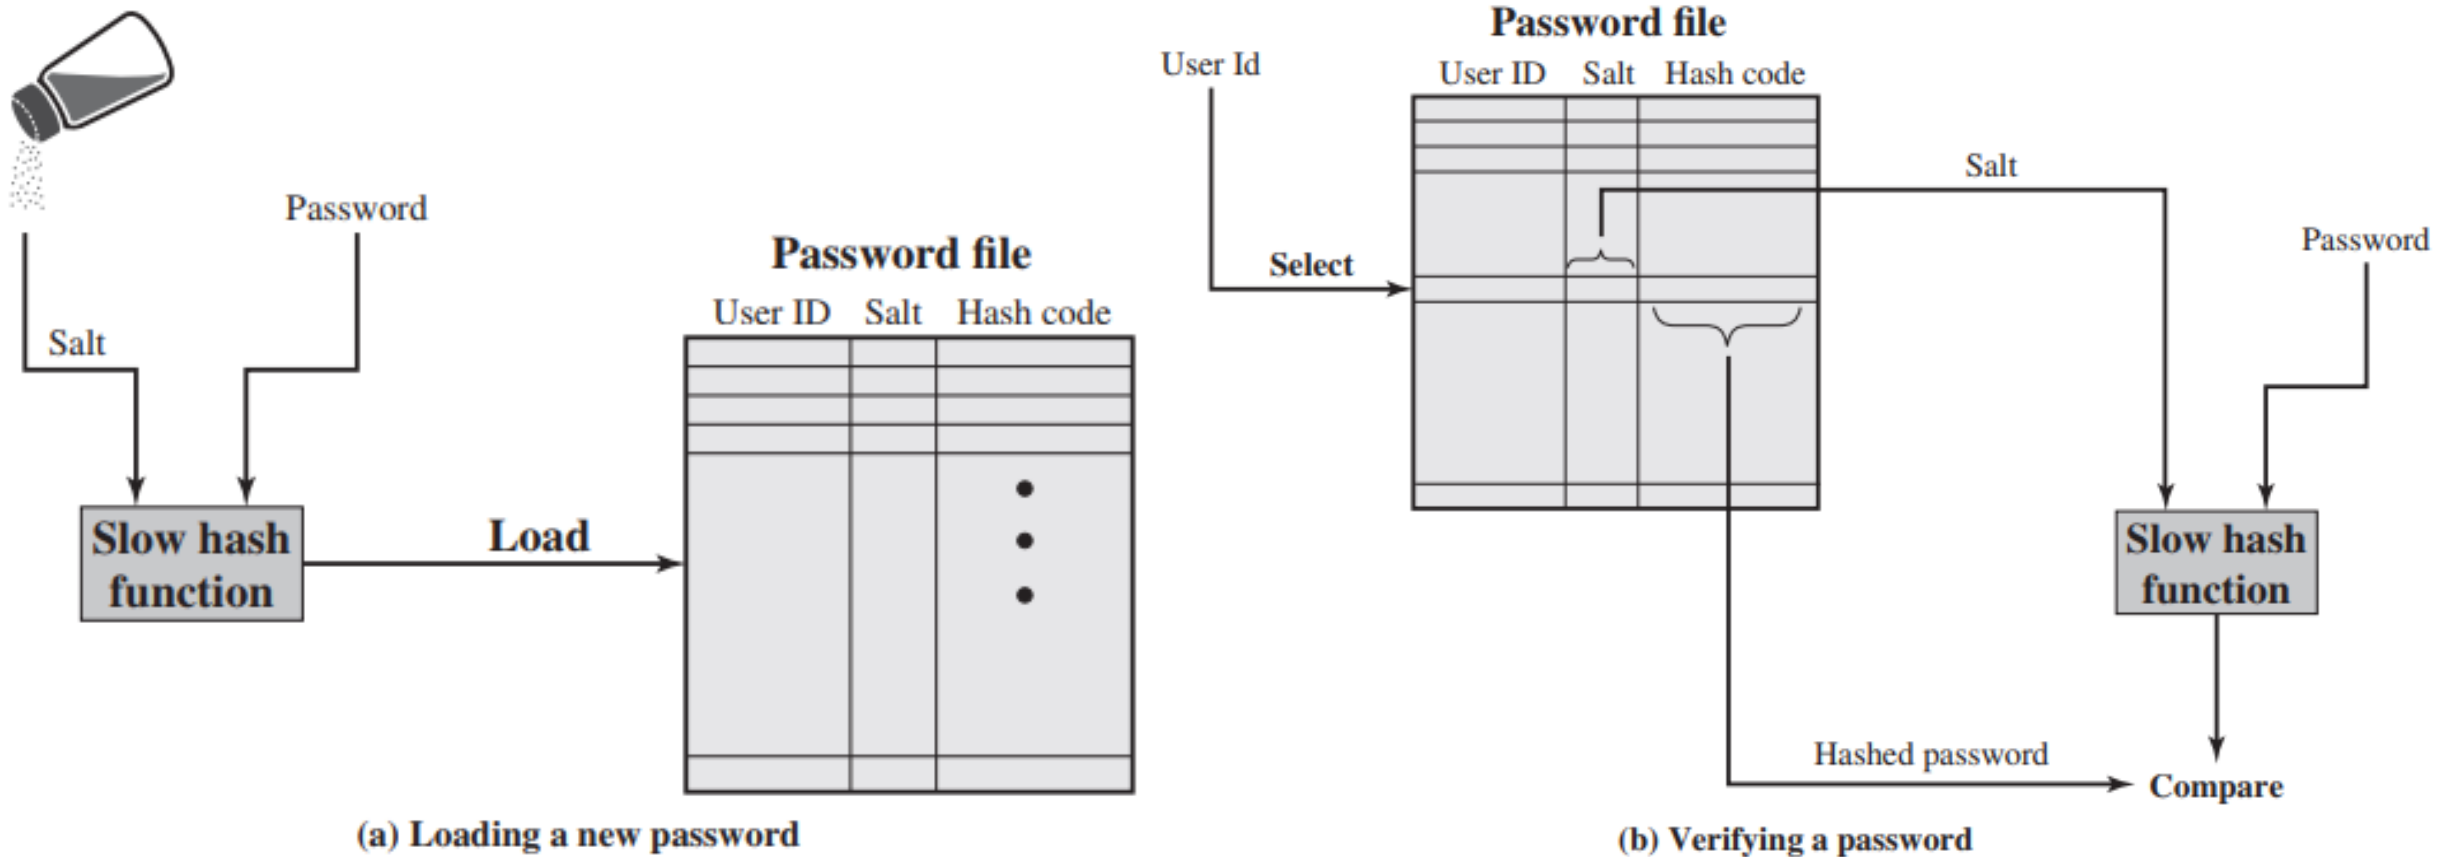 Password
Salt
Slow hash
function
Load
Password file
User ID Salt Hash code
(a) Loading a new password
User Id
Select
Password file
User ID Salt Hash code
Salt
Password
Slow hash
function
Hashed password
Compare
(b) Verifying a password